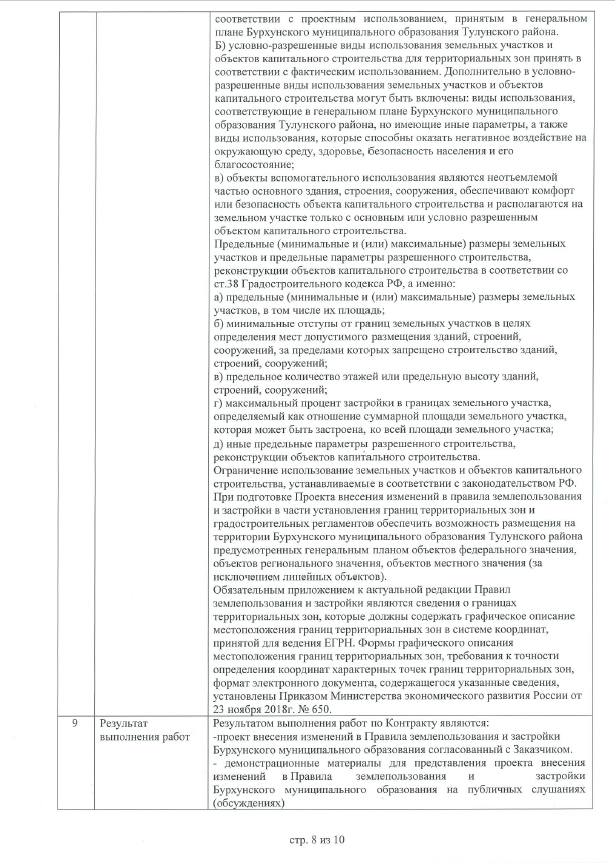 соответствии с проектным использованием, принятым в генеральном
плане Бурхунского муниципального образования Тулунского района.
Б) условно-разрешенные виды использования земельных участков и
объектов капитального строительства для территориальных зон принять в
соответствии с фактическим использованием. Дополнительно в условно-
разрешенные виды использования земельных участков и объектов
капитального строительства могут быть включены: виды использования,
соответствующие в генеральном плане Бурхунского муниципального
образования Тулунского района, но имеющие иные параметры, а также
виды использования, которые способны оказать негативное воздействие на
окружающую среду, здоровье, безопасность населения и его
благосостояние;
в) объекты вспомогательного использования являются неотъемлемой
частью основного здания, строения, сооружения, обеспечивают комфорт
или безопасность объекта капитального строительства и располагаются на
земельном участке только с основным или условно разрешенным
объектом капитального строительства.
Предельные (минимальные и (или) максимальные) размеры земельных
участков и предельные параметры разрешенного строительства,
реконструкции объектов капитального строительства в соответствии со
ст.38 Градостроительного кодекса РФ, а именно:
а) предельные (минимальные и (или) максимальные) размеры земельных
участков, в том числе их площадь;
б) минимальные отступы от границ земельных участков в целях
определения мест допустимого размещения зданий, строений,
сооружений, за пределами которых запрещено строительство зданий,
строений, сооружений;
в) предельное количество этажей или предельную высоту зданий,
строений, сооружений;
г) максимальный процент застройки в границах земельного участка,
определяемый как отношение суммарной площади земельного участка,
которая может быть застроена, ко всей площади земельного участка;
д) иные предельные параметры разрешенного строительства,
реконструкции объектов капитального строительства.
Ограничение использование земельных участков и объектов капитального
строительства, устанавливаемые в соответствии с законодательством РФ.
При подготовке Проекта внесения изменений в правила землепользования
и застройки в части установления границ территориальных зон и
градостроительных регламентов обеспечить возможность размещения на
территории Бурхунского муниципального образования Тулунского района
предусмотренных генеральным планом объектов федерального значения,
объектов регионального значения, объектов местного значения (за
исключением линейных объектов).
Обязательным приложением к актуальной редакции Правил
землепользования и застройки являются сведения о границах
территориальных зон, которые должны содержать графическое описание
местоположения границ территориальных зон в системе координат,
принятой для ведения ЕГРН. Формы графического описания
местоположения границ территориальных зон, требования к точности
определения координат характерных точек границ территориальных зон,
формат электронного документа, содержащегося указанные сведения,
установлены Приказом Министерства экономического развития России от
23 ноября 2018г. № 650.
9 Результат Результатом выполнения работ по Контракту являются:
выполнения работ -проект внесения изменений в Правила землепользования и застройки
Бурхунского муниципального образования согласованный с Заказчиком.
- демонстрационные материалы для представления проекта внесения
изменений в Правила землепользования и застройки
Бурхунского муниципального образования на публичных слушаниях
(обсуждениях)
стр. 8 из 10